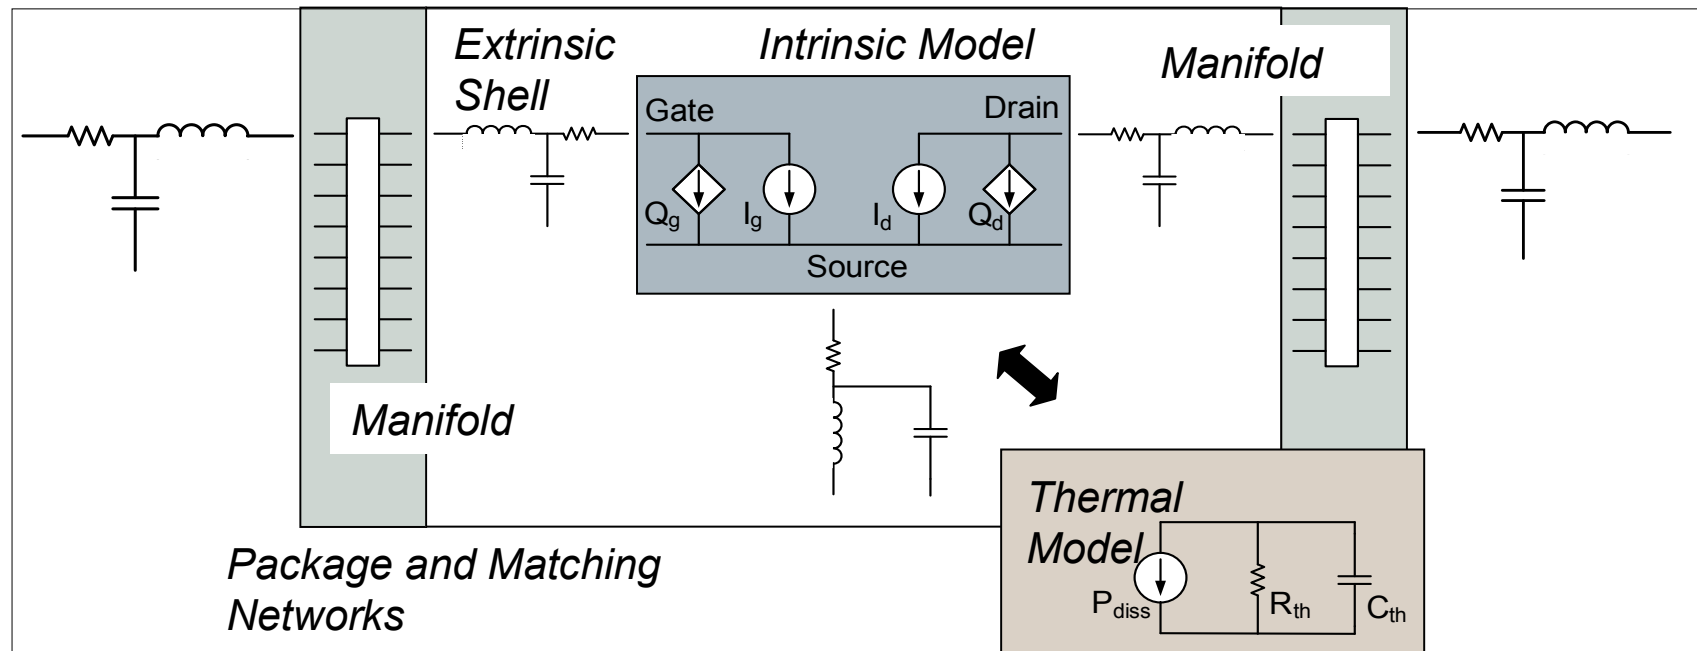 Extrinsic
Shell
Intrinsic Model
Manifold
Gate
Drain
Qg
Ig
Id
Qd
Source
Manifold
Thermal
Model
Pdiss
Rth
Cth
Package and Matching
Networks